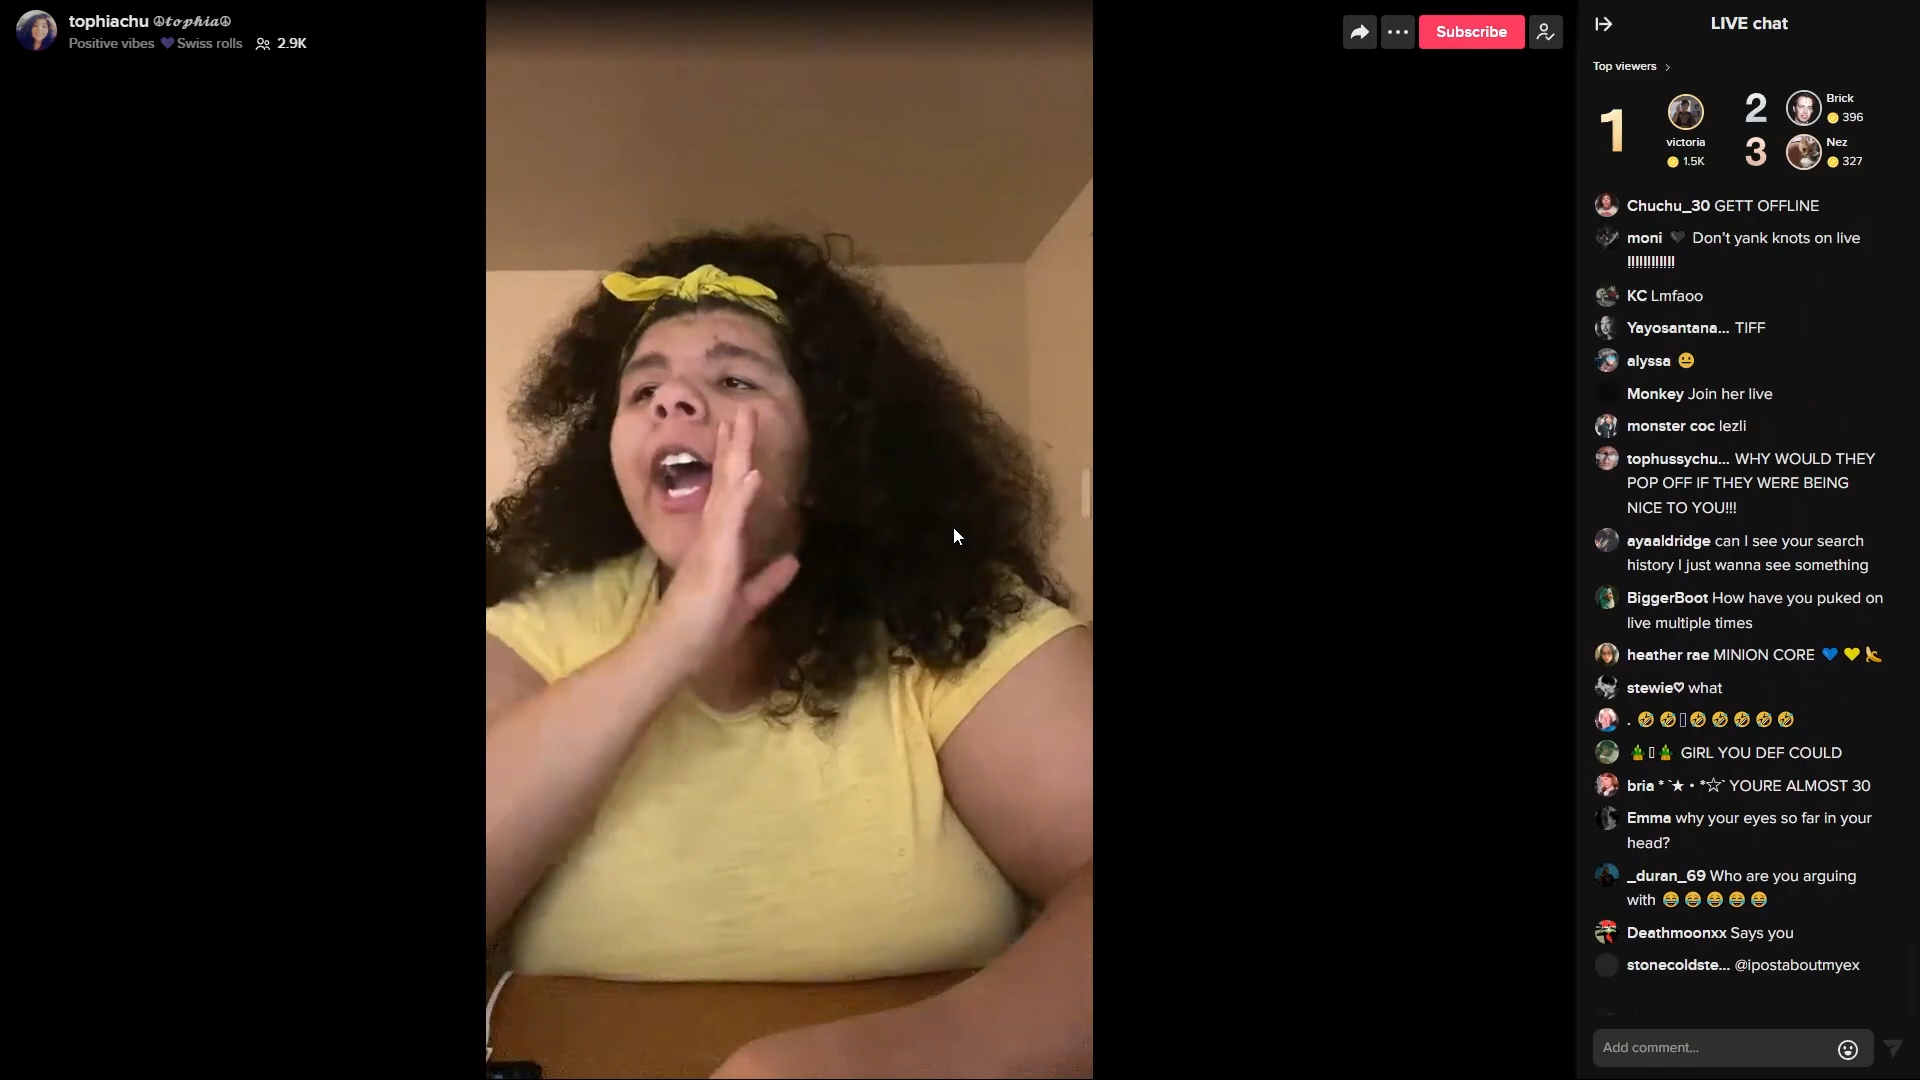 tophiachu ☮𝓽𝓸𝓹𝓱𝓲𝓪☮
Positive vibes 💜 Swiss rolls 2.9K
Subscribe
LIVE chat
Top viewers
1
victoria
1.5K
2
Brick
396
3
Nez
327
Chuchu_30 GETT OFFLINE
moni 🖤 Don’t yank knots on live
!!!!!!!!!!!!
KC Lmfaoo
Yayosantana... TIFF
alyssa 😐
Monkey Join her live
monster coc lezli
tophussychu... WHY WOULD THEY
POP OFF IF THEY WERE BEING
NICE TO YOU!!!
ayaaldridge can I see your search
history I just wanna see something
BiggerBoot How have you puked on
live multiple times
heather rae MINION CORE 💙 💛 🍌
stewie♡ what
. 🤣 🤣 ▯ 🤣 🤣 🤣 🤣 🤣
🎍 ▯ 🎍 GIRL YOU DEF COULD
bria * `★ • *☆` YOURE ALMOST 30
Emma why your eyes so far in your
head?
_duran_69 Who are you arguing
with 😂 😂 😂 😂 😂
Deathmoonxx Says you
stonecoldste... @ipostaboutmyex
Add comment...